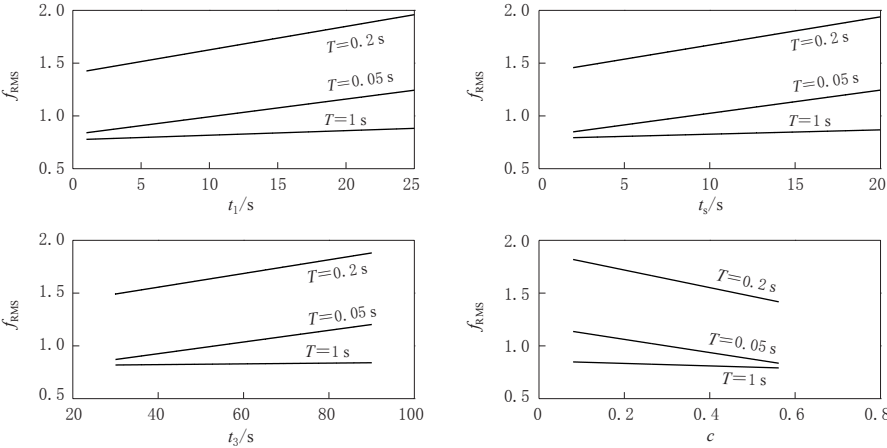 2.0
1.5
1.0
0.5
f_RMS
T=0.2 s
T=0.05 s
T=1 s
0 5 10 15 20 25
t_1/s
2.0
1.5
1.0
0.5
f_RMS
T=0.2 s
T=0.05 s
T=1 s
0 5 10 15 20
t_s/s
2.0
1.5
1.0
0.5
f_RMS
T=0.2 s
T=0.05 s
T=1 s
20 40 60 80 100
t_3/s
2.0
1.5
1.0
0.5
f_RMS
T=0.2 s
T=0.05 s
T=1 s
0 0.2 0.4 0.6 0.8
c